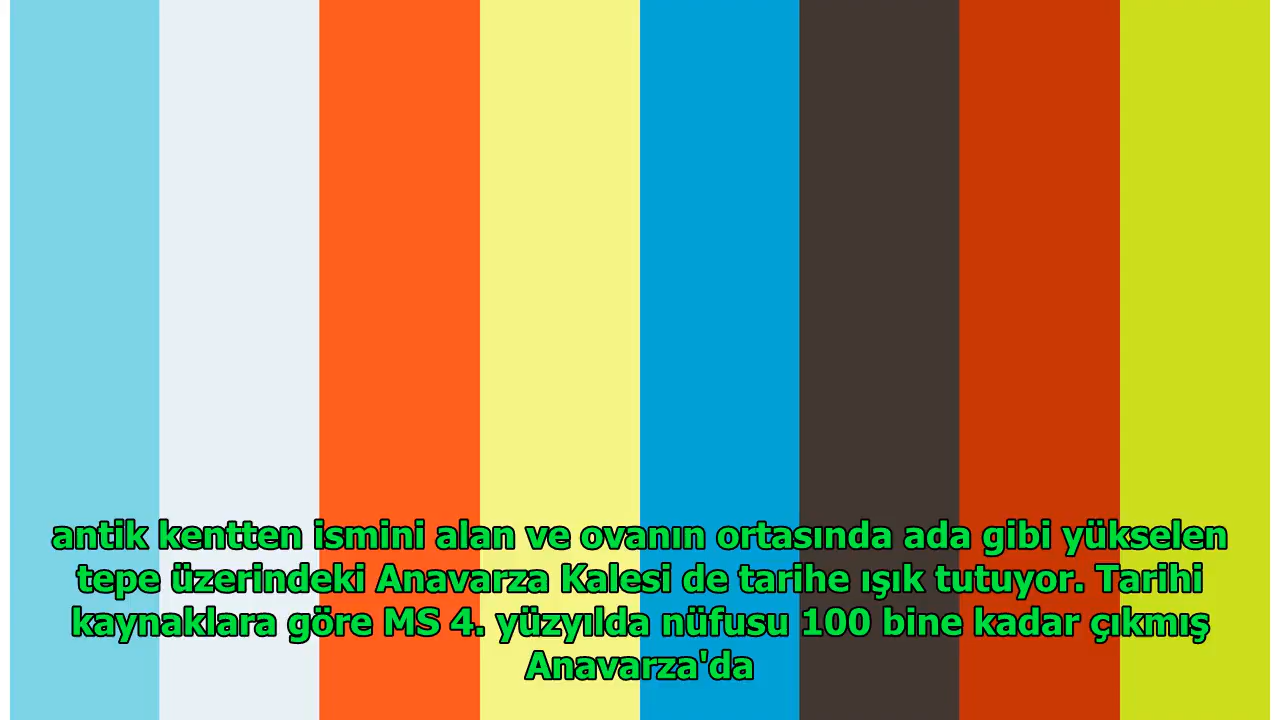 antik kentten ismini alan ve ovanın ortasında ada gibi yükselen
tepe üzerindeki Anavarza Kalesi de tarihe ışık tutuyor. Tarihi
kaynaklara göre MS 4. yüzyılda nüfusu 100 bine kadar çıkmış
Anavarza'da